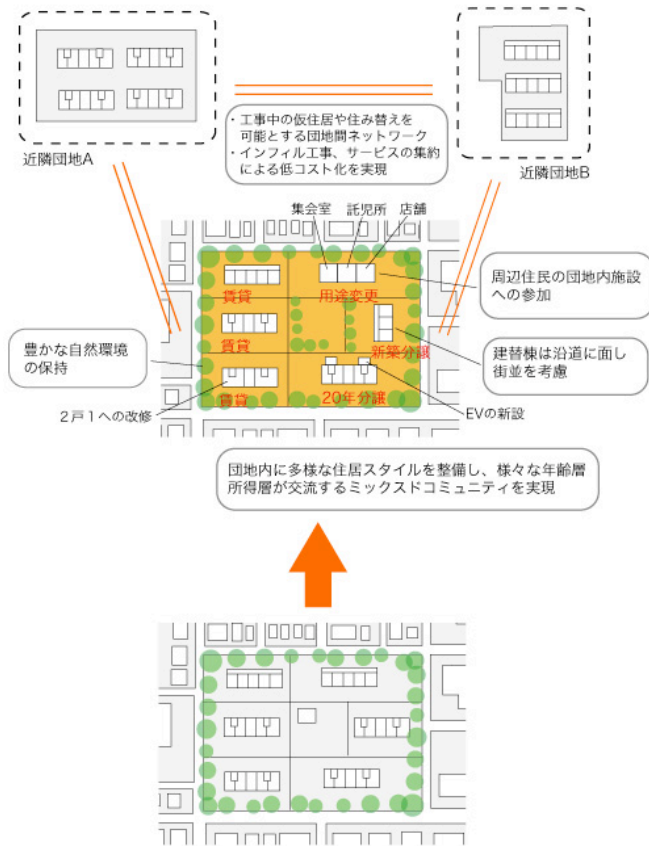 近隣団地A
・工事中の仮住居や住み替えを
可能とする団地間ネットワーク
・インフィル工事、サービスの集約
による低コスト化を実現
近隣団地B
集会室 託児所 店舗
周辺住民の団地内施設
への参加
賃貸
用途変更
賃貸
新築分譲
豊かな自然環境
の保持
建替棟は沿道に面し
街並を考慮
賃貸
20年分譲
2戸1への改修
EVの新設
団地内に多様な住居スタイルを整備し、様々な年齢層
所得層が交流するミックスドコミュニティを実現